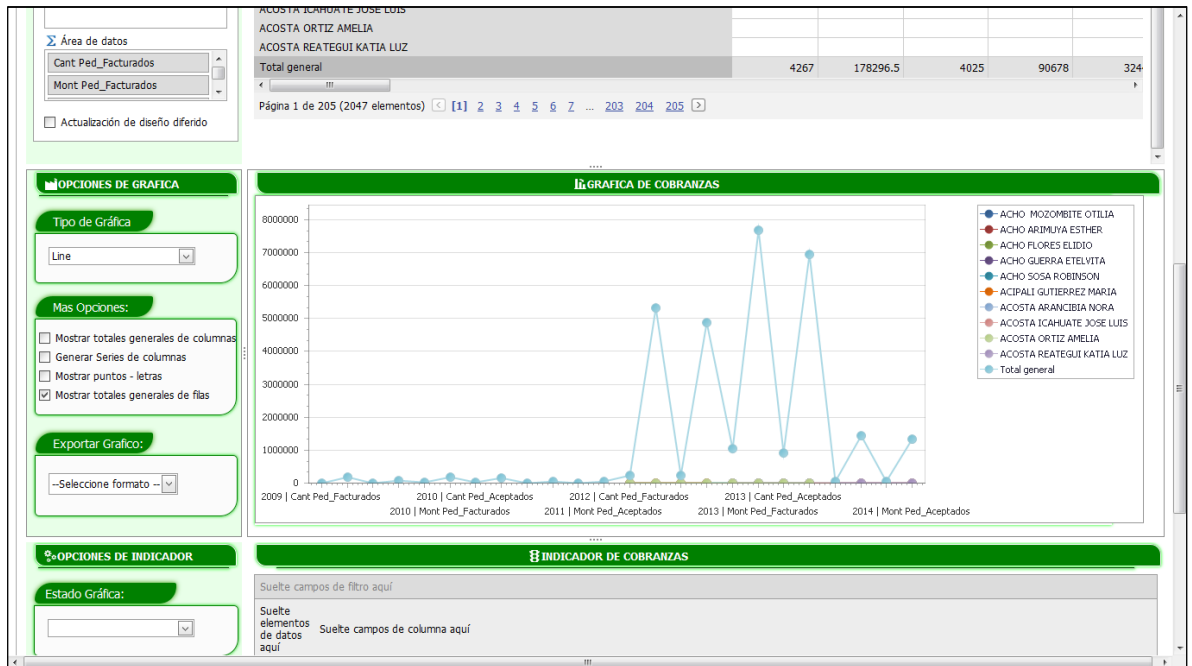 ACOSTA ICAHUATE JOSE LUIS
ACOSTA ORTIZ AMELIA
ACOSTA REATEGUI KATIA LUZ
Total general 4267 178296.5 4025 90678 324
Página 1 de 205 (2047 elementos) [1] 2 3 4 5 6 7 ... 203 204 205
Área de datos
Cant Ped_Facturados
Mont Ped_Facturados
Actualización de diseño diferido
OPCIONES DE GRAFICA
Tipo de Gráfica
Line
Mas Opciones:
Mostrar totales generales de columnas
Generar Series de columnas
Mostrar puntos - letras
Mostrar totales generales de filas
Exportar Grafico:
--Seleccione formato --
GRAFICA DE COBRANZAS
8000000
7000000
6000000
5000000
4000000
3000000
2000000
1000000
0
2009 | Cant Ped_Facturados 2010 | Cant Ped_Aceptados 2012 | Cant Ped_Facturados 2013 | Cant Ped_Aceptados
2010 | Mont Ped_Facturados 2011 | Mont Ped_Aceptados 2013 | Mont Ped_Facturados 2014 | Mont Ped_Aceptados
ACHO MOZOMBITE OTILIA
ACHO ARIMUYA ESTHER
ACHO FLORES ELIDIO
ACHO GUERRA ETELVITA
ACHO SOSA ROBINSON
ACIPALI GUTIERREZ MARIA
ACOSTA ARANCIBIA NORA
ACOSTA ICAHUATE JOSE LUIS
ACOSTA ORTIZ AMELIA
ACOSTA REATEGUI KATIA LUZ
Total general
OPCIONES DE INDICADOR
Estado Gráfica:
INDICADOR DE COBRANZAS
Suelte campos de filtro aquí
Suelte
elementos
de datos
aquí
Suelte campos de columna aquí